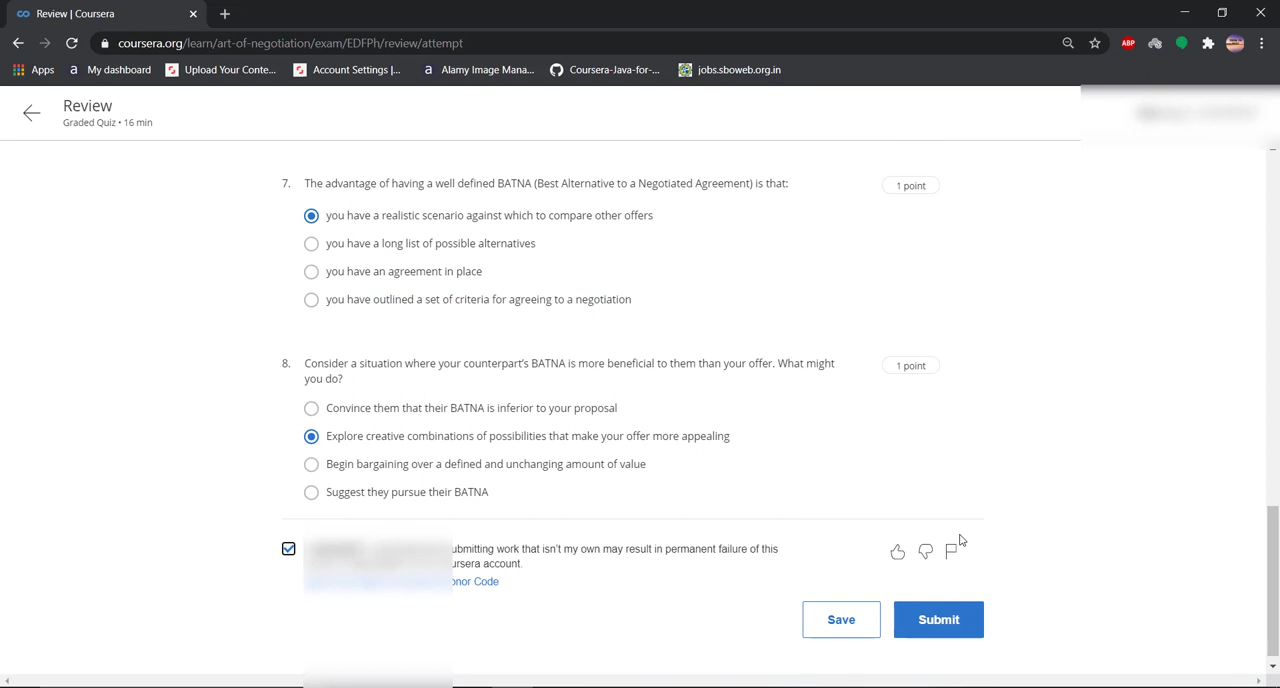 Review | Coursera
coursera.org/learn/art-of-negotiation/exam/EDFPh/review/attempt
ABP
Apps
a My dashboard
Upload Your Conte...
Account Settings |...
a Alamy Image Mana...
Coursera-Java-for-...
jobs.sboweb.org.in
Review
Graded Quiz • 16 min
7. The advantage of having a well defined BATNA (Best Alternative to a Negotiated Agreement) is that:
1 point
you have a realistic scenario against which to compare other offers
you have a long list of possible alternatives
you have an agreement in place
you have outlined a set of criteria for agreeing to a negotiation
8. Consider a situation where your counterpart's BATNA is more beneficial to them than your offer. What might
you do?
1 point
Convince them that their BATNA is inferior to your proposal
Explore creative combinations of possibilities that make your offer more appealing
Begin bargaining over a defined and unchanging amount of value
Suggest they pursue their BATNA
ubmitting work that isn't my own may result in permanent failure of this
ursera account.
onor Code
Save
Submit